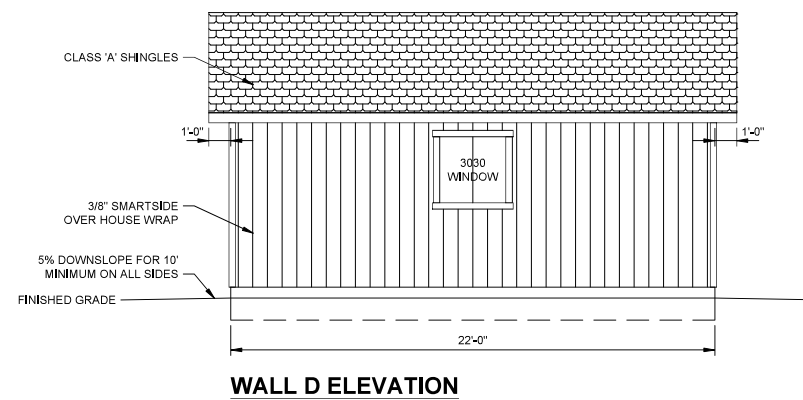 CLASS 'A' SHINGLES
1'-0"
1'-0"
3030
WINDOW
3/8" SMARTSIDE
OVER HOUSE WRAP
5% DOWNSLOPE FOR 10'
MINIMUM ON ALL SIDES
FINISHED GRADE
22'-0"
WALL D ELEVATION